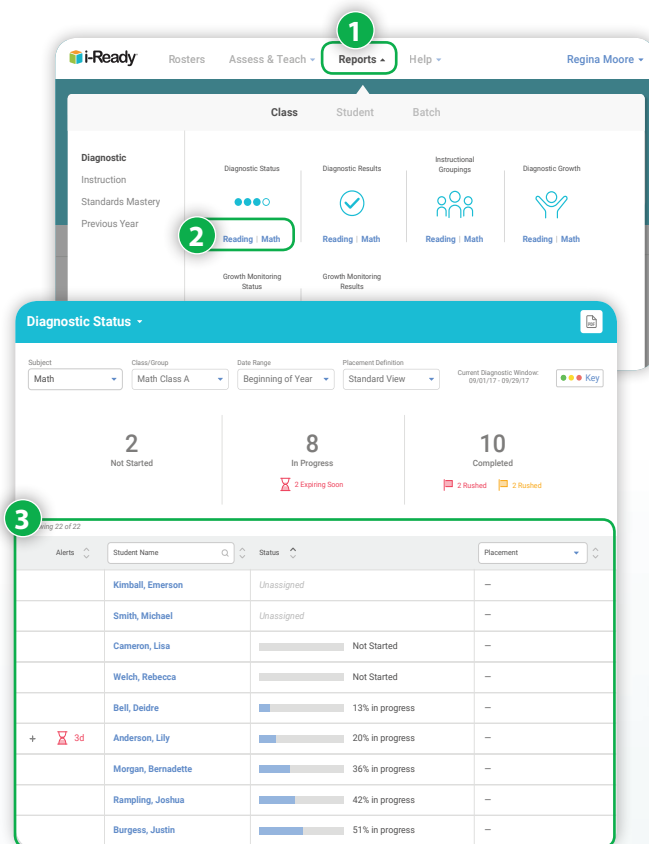 1
i-Ready Rosters Assess & Teach Reports Help Regina Moore
Class Student Batch
Diagnostic
Instruction
Standards Mastery
Previous Year
Diagnostic Status
Diagnostic Results
Instructional
Groupings
Diagnostic Growth
2
Reading | Math
Reading | Math
Reading | Math
Reading | Math
Growth Monitoring
Status
Growth Monitoring
Results
Diagnostic Status
PDF
Subject Class/Group Date Range Placement Definition
Math Math Class A Beginning of Year Standard View
Current Diagnostic Window:
09/01/17 - 09/29/17
Key
2
Not Started
8
In Progress
2 Expiring Soon
10
Completed
2 Rushed 2 Rushed
3
22 of 22
Alerts Student Name Status Placement
Kimball, Emerson Unassigned –
Smith, Michael Unassigned –
Cameron, Lisa Not Started –
Welch, Rebecca Not Started –
Bell, Deidre 13% in progress –
+ 3d Anderson, Lily 20% in progress –
Morgan, Bernadette 36% in progress –
Rampling, Joshua 42% in progress –
Burgess, Justin 51% in progress –